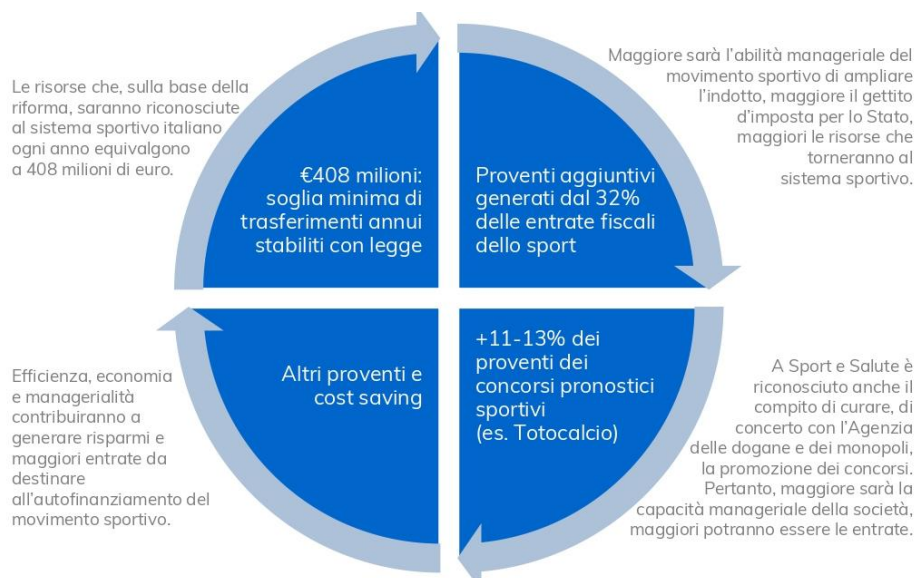 Le risorse che, sulla base della
riforma, saranno riconosciute
al sistema sportivo italiano
ogni anno equivalgono
a 408 milioni di euro.
€408 milioni:
soglia minima di
trasferimenti annui
stabiliti con legge
Proventi aggiuntivi
generati dal 32%
delle entrate fiscali
dello sport
Maggiore sarà l'abilità manageriale del
movimento sportivo di ampliare
l'indotto, maggiore il gettito
d'imposta per lo Stato,
maggiori le risorse che
torneranno al
sistema sportivo.
Efficienza, economia
e managerialità
contribuiranno a
generare risparmi e
maggiori entrate da
destinare
all'autofinanziamento del
movimento sportivo.
Altri proventi e
cost saving
+11-13% dei
proventi dei
concorsi pronostici
sportivi
(es. Totocalcio)
A Sport e Salute è
riconosciuto anche il
compito di curare, di
concerto con l'Agenzia
delle dogane e dei monopoli,
la promozione dei concorsi.
Pertanto, maggiore sarà la
capacità manageriale della società,
maggiori potranno essere le entrate.